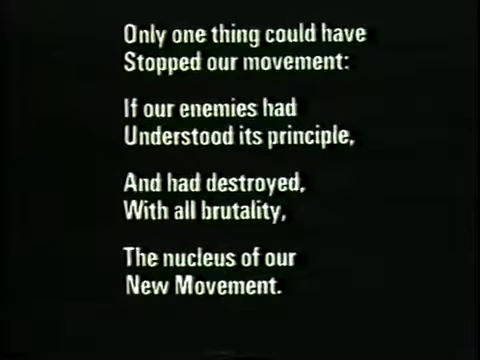 Only one thing could have
Stopped our movement:
If our enemies had
Understood its principle,
And had destroyed,
With all brutality,
The nucleus of our
New Movement.